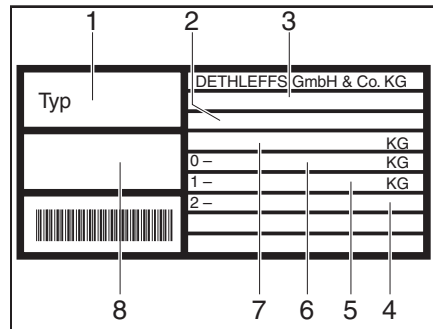 1 2 3
DETHLEFFS GmbH & Co. KG
Typ
KG
0 – KG
1 – KG
2 –
8 7 6 5 4